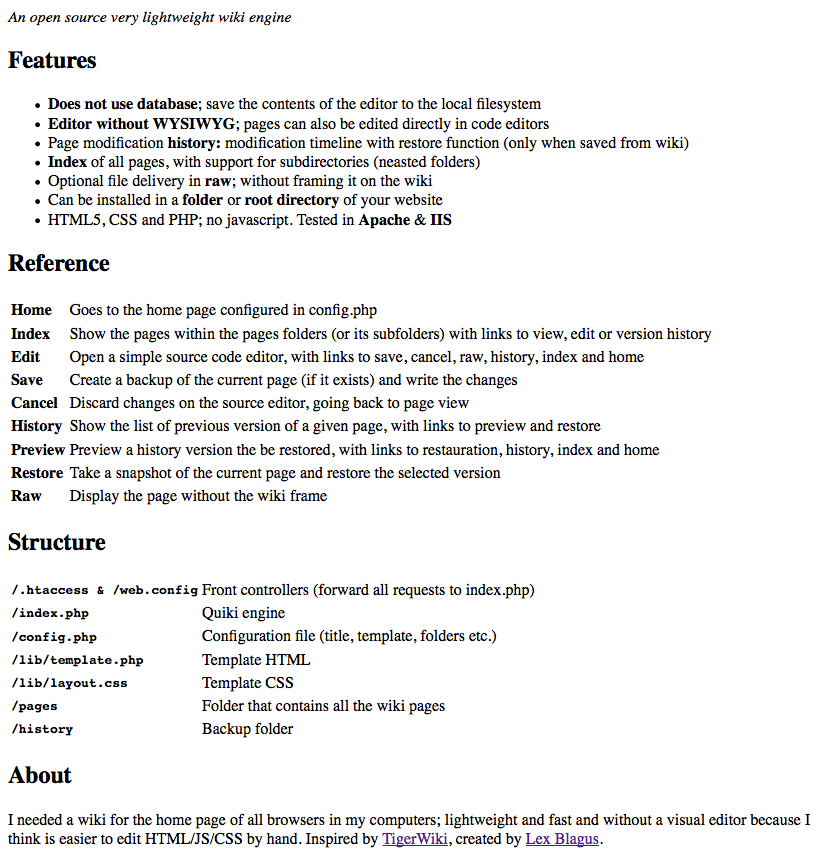 An open source very lightweight wiki engine
Features
• Does not use database; save the contents of the editor to the local filesystem
• Editor without WYSIWYG; pages can also be edited directly in code editors
• Page modification history: modification timeline with restore function (only when saved from wiki)
• Index of all pages, with support for subdirectories (neasted folders)
• Optional file delivery in raw; without framing it on the wiki
• Can be installed in a folder or root directory of your website
• HTML5, CSS and PHP; no javascript. Tested in Apache & IIS
Reference
Home Goes to the home page configured in config.php
Index Show the pages within the pages folders (or its subfolders) with links to view, edit or version history
Edit Open a simple source code editor, with links to save, cancel, raw, history, index and home
Save Create a backup of the current page (if it exists) and write the changes
Cancel Discard changes on the source editor, going back to page view
History Show the list of previous version of a given page, with links to preview and restore
Preview Preview a history version the be restored, with links to restauration, history, index and home
Restore Take a snapshot of the current page and restore the selected version
Raw Display the page without the wiki frame
Structure
/.htaccess & /web.config Front controllers (forward all requests to index.php)
/index.php Quiki engine
/config.php Configuration file (title, template, folders etc.)
/lib/template.php Template HTML
/lib/layout.css Template CSS
/pages Folder that contains all the wiki pages
/history Backup folder
About
I needed a wiki for the home page of all browsers in my computers; lightweight and fast and without a visual editor because I
think is easier to edit HTML/JS/CSS by hand. Inspired by TigerWiki, created by Lex Blagus.